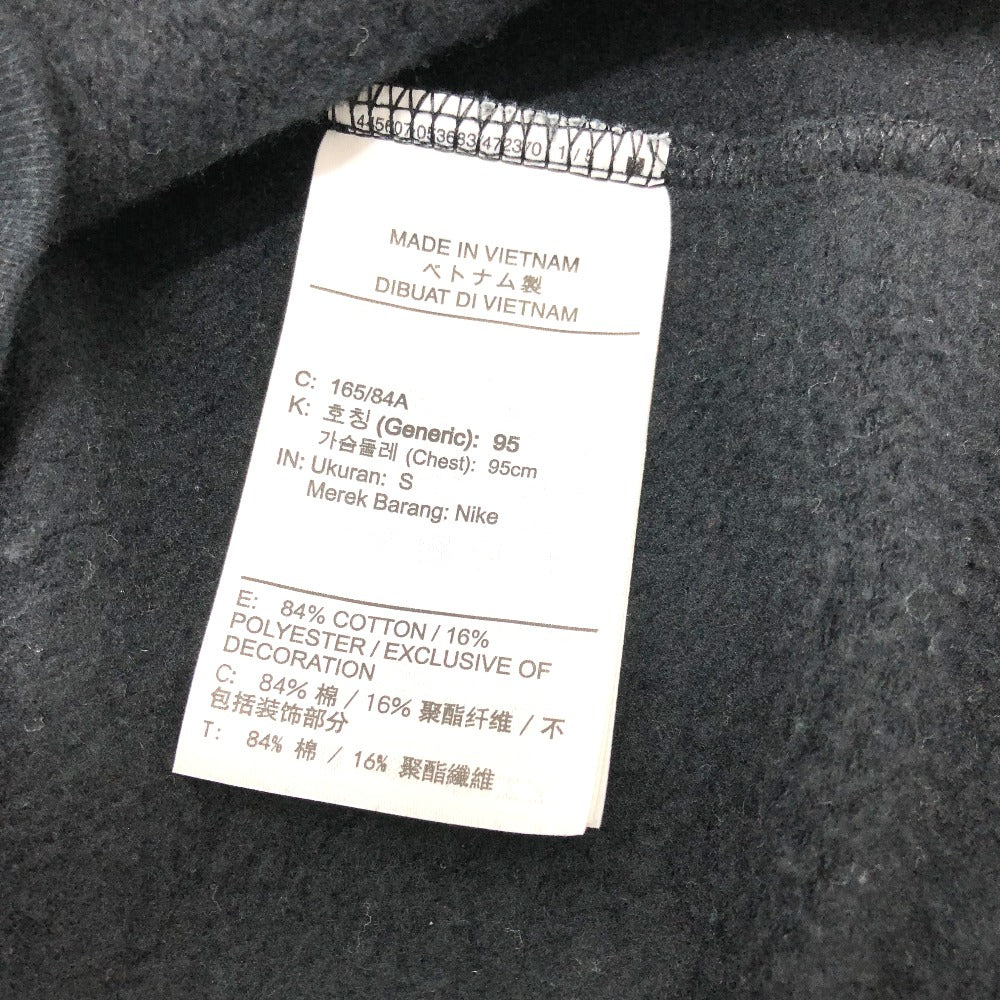 MADE IN VIETNAM
ベトナム製
DIBUAT DI VIETNAM
C: 165/84A
K: 호칭 (Generic): 95
가슴둘레 (Chest): 95cm
IN: Ukuran: S
Merek Barang: Nike
E: 84% COTTON / 16%
POLYESTER / EXCLUSIVE OF
DECORATION
C: 84% 棉 / 16% 聚酯纤维 / 不
包括装饰部分
T: 84% 棉 / 16% 聚酯纖維